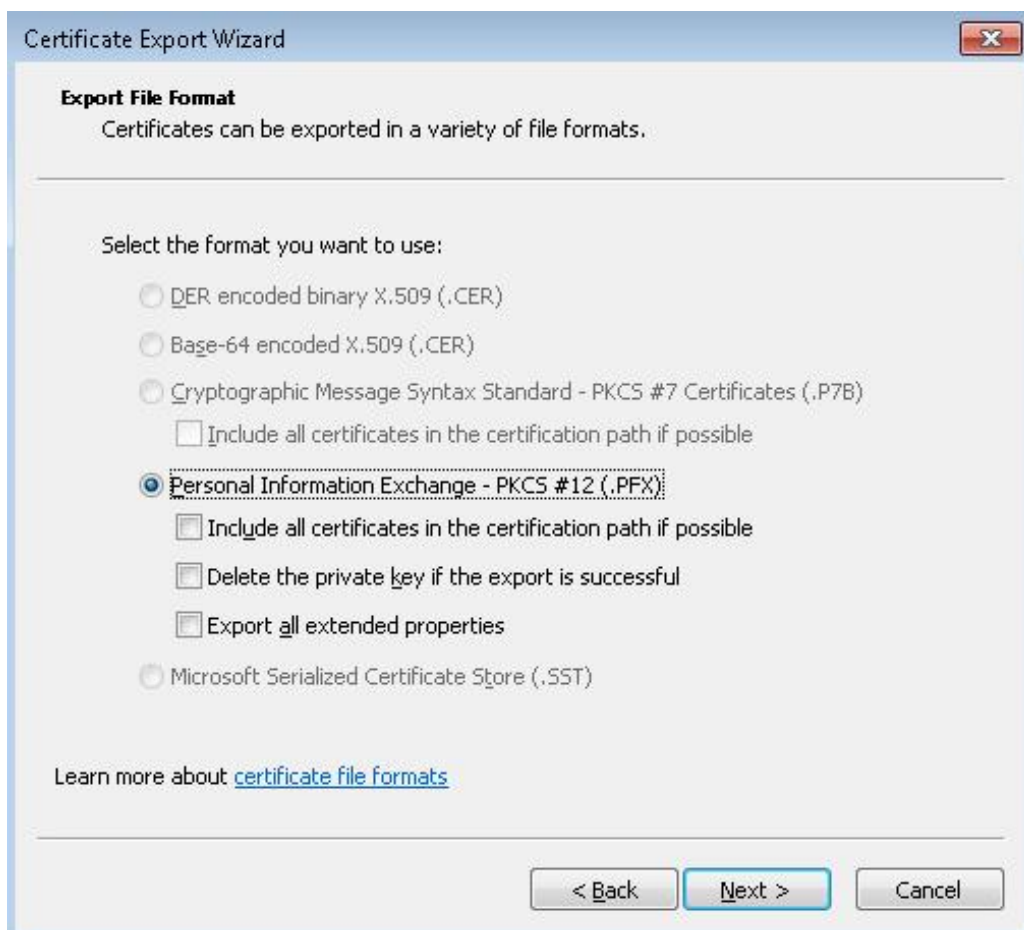 Certificate Export Wizard
Export File Format
Certificates can be exported in a variety of file formats.
Select the format you want to use:
DER encoded binary X.509 (.CER)
Base-64 encoded X.509 (.CER)
Cryptographic Message Syntax Standard - PKCS #7 Certificates (.P7B)
Include all certificates in the certification path if possible
Personal Information Exchange - PKCS #12 (.PFX)
Include all certificates in the certification path if possible
Delete the private key if the export is successful
Export all extended properties
Microsoft Serialized Certificate Store (.SST)
Learn more about certificate file formats
< Back Next > Cancel